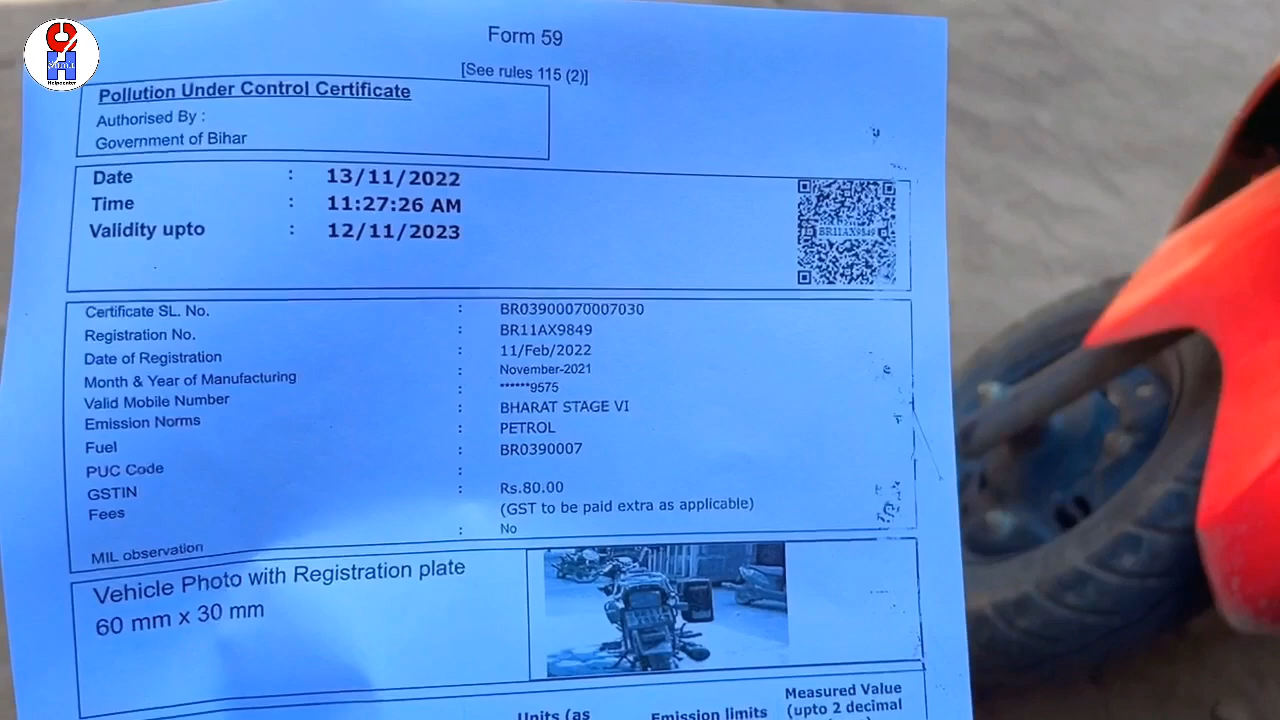 Form 59
[See rules 115 (2)]
Pollution Under Control Certificate
Authorised By :
Government of Bihar
Date : 13/11/2022
Time : 11:27:26 AM
Validity upto : 12/11/2023
BR11AX9849
Certificate SL. No. : BR03900070007030
Registration No. : BR11AX9849
Date of Registration : 11/Feb/2022
Month & Year of Manufacturing : November-2021
Valid Mobile Number : ******9575
Emission Norms : BHARAT STAGE VI
Fuel : PETROL
PUC Code : BR0390007
GSTIN :
Fees : Rs.80.00
(GST to be paid extra as applicable)
MIL observation : No
Vehicle Photo with Registration plate
60 mm x 30 mm
Units (as
Emission limits
Measured Value
(upto 2 decimal
Helpcenter